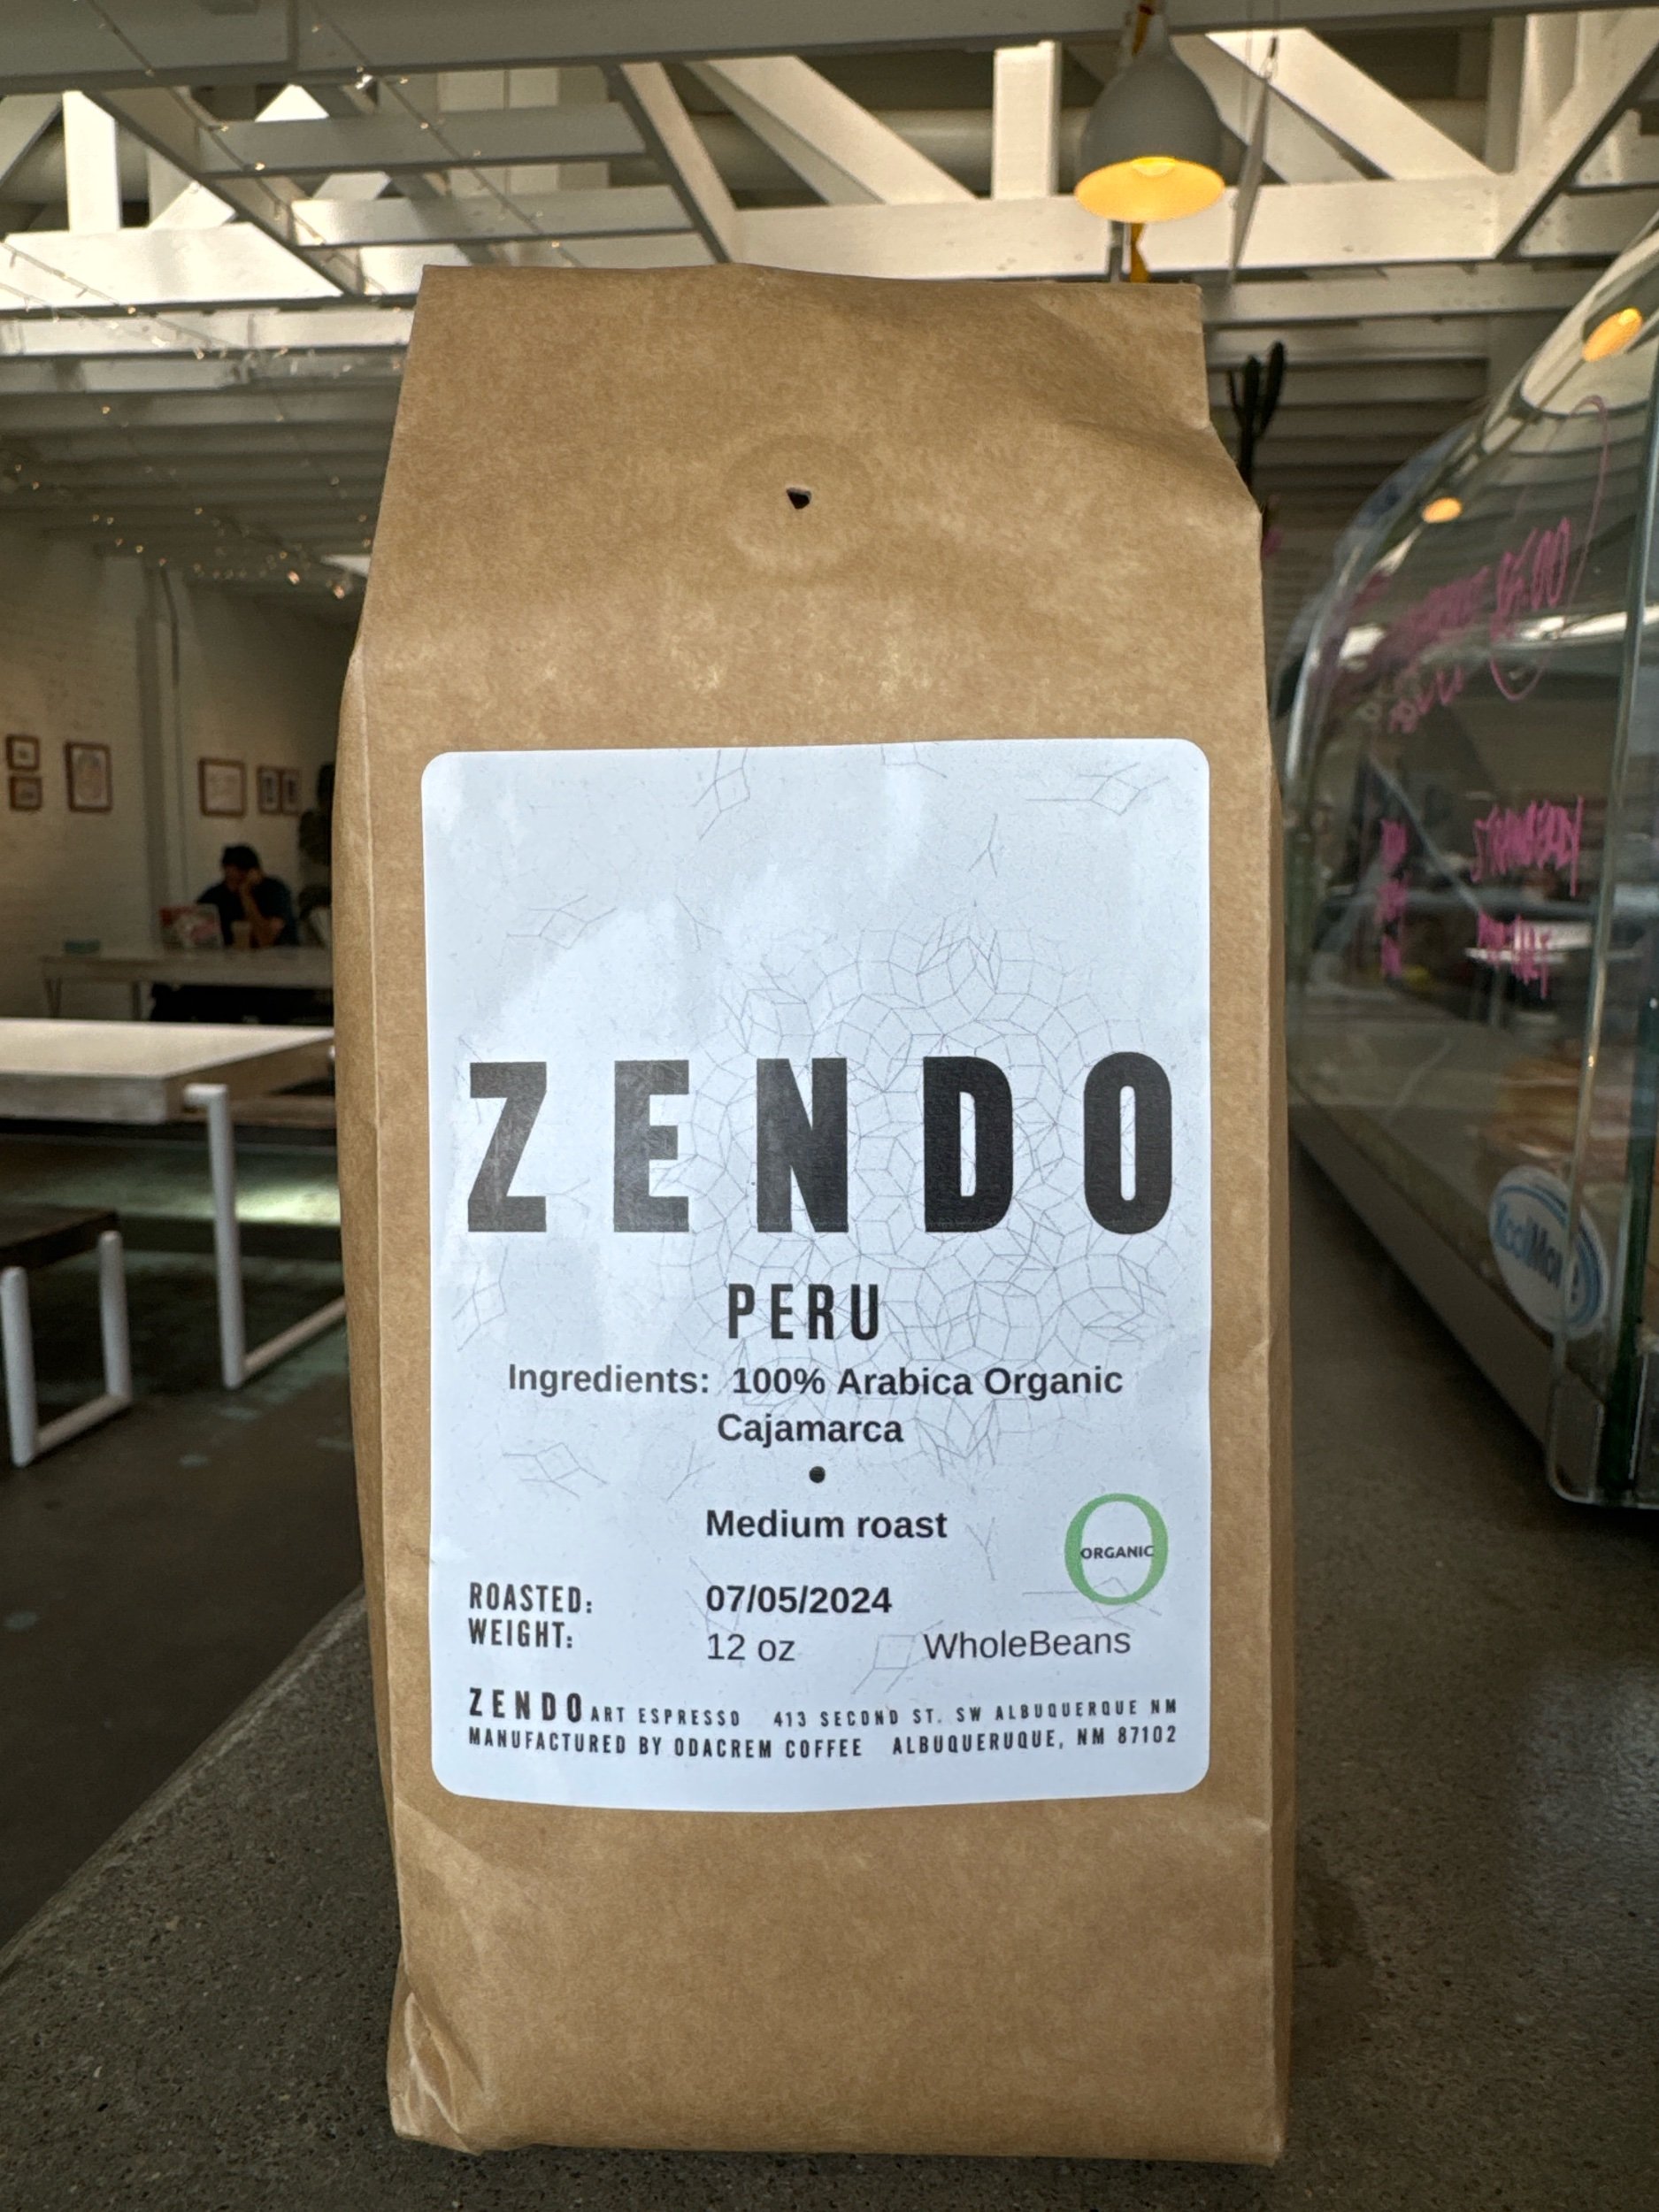 ZENDO
PERU
Ingredients: 100% Arabica Organic
Cajamarca
•
Medium roast
ORGANIC
ROASTED: 07/05/2024
WEIGHT: 12 oz WholeBeans
ZENDO ART ESPRESSO 413 SECOND ST. SW ALBUQUERQUE NM
MANUFACTURED BY ODACREM COFFEE ALBUQUERUQUE, NM 87102